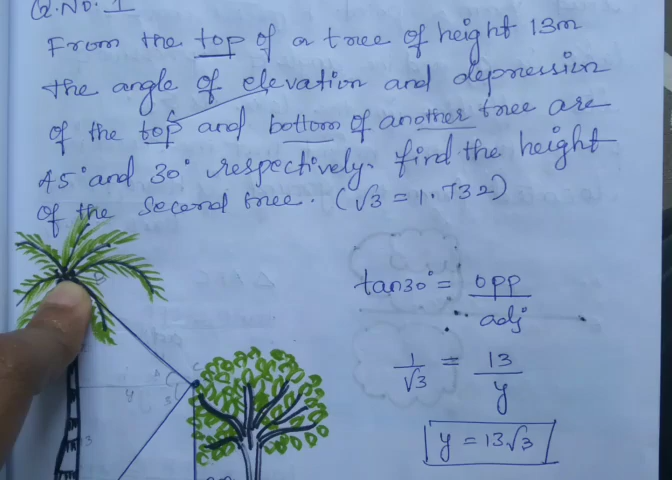 Q.No. 1
From the top of a tree of height 13m
the angle of elevation and depression
of the top and bottom of another tree are
45° and 30° respectively. find the height
of the second tree. (√3 = 1.732)
tan30° = opp
adj
1/√3 = 13/y
y = 13√3
C
y
3